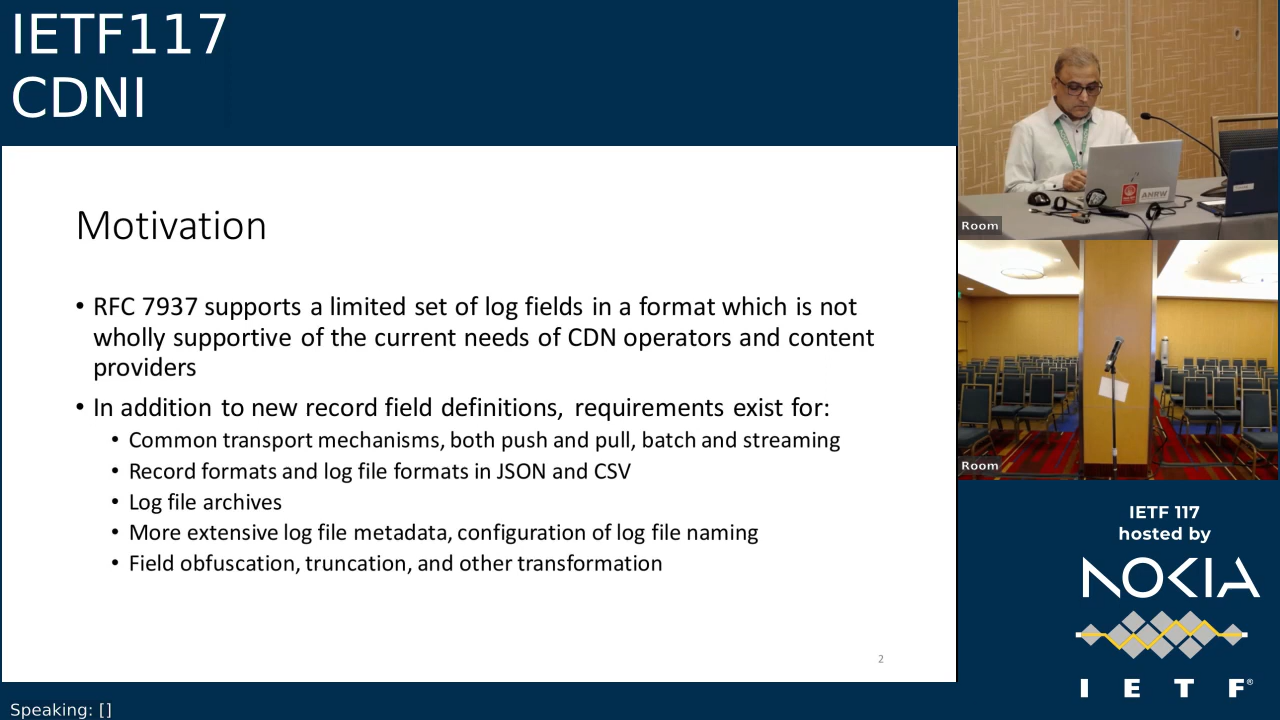 IETF117
CDNI
Motivation
• RFC 7937 supports a limited set of log fields in a format which is not
wholly supportive of the current needs of CDN operators and content
providers
• In addition to new record field definitions, requirements exist for:
• Common transport mechanisms, both push and pull, batch and streaming
• Record formats and log file formats in JSON and CSV
• Log file archives
• More extensive log file metadata, configuration of log file naming
• Field obfuscation, truncation, and other transformation
2
Speaking: []
ANRW
Room
Room
IETF 117
hosted by
NOKIA
I E T F®